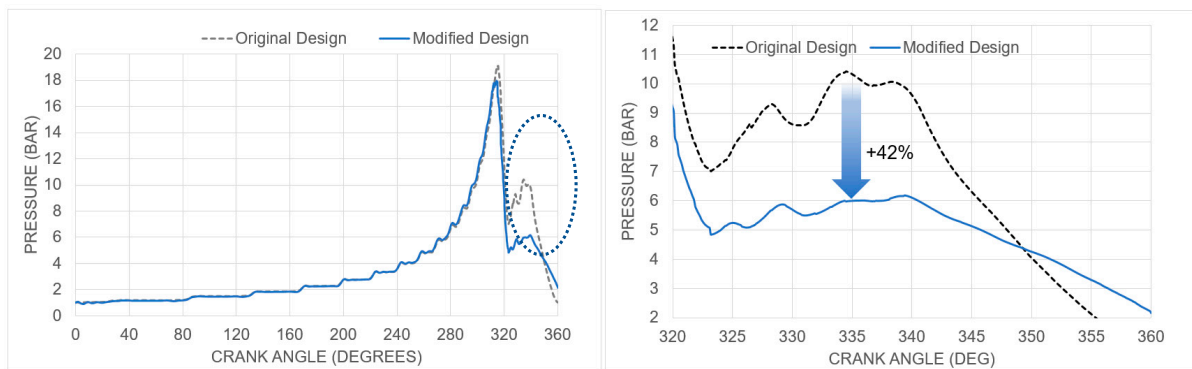 Original Design Modified Design
20
18
16
14
12
10
8
6
4
2
0
PRESSURE (BAR)
0 40 80 120 160 200 240 280 320 360
CRANK ANGLE (DEGREES)
Original Design Modified Design
12
11
10
9
8
7
6
5
4
3
2
PRESSURE (BAR)
+42%
320 325 330 335 340 345 350 355 360
CRANK ANGLE (DEG)